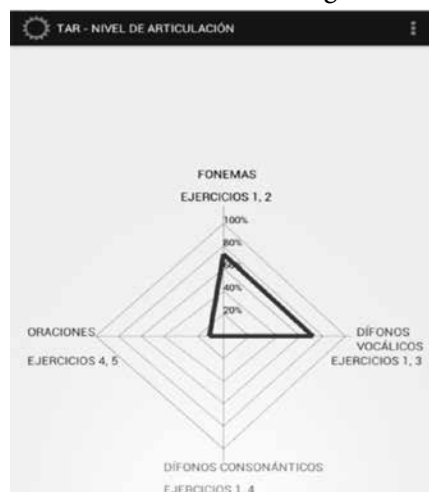 TAR - NIVEL DE ARTICULACIÓN
FONEMAS
EJERCICIOS 1, 2
100%
80%
40%
20%
ORACIONES
EJERCICIOS 4, 5
DÍFONOS
VOCÁLICOS
EJERCICIOS 1, 3
DÍFONOS CONSONÁNTICOS
EJERCICIOS 1, 4